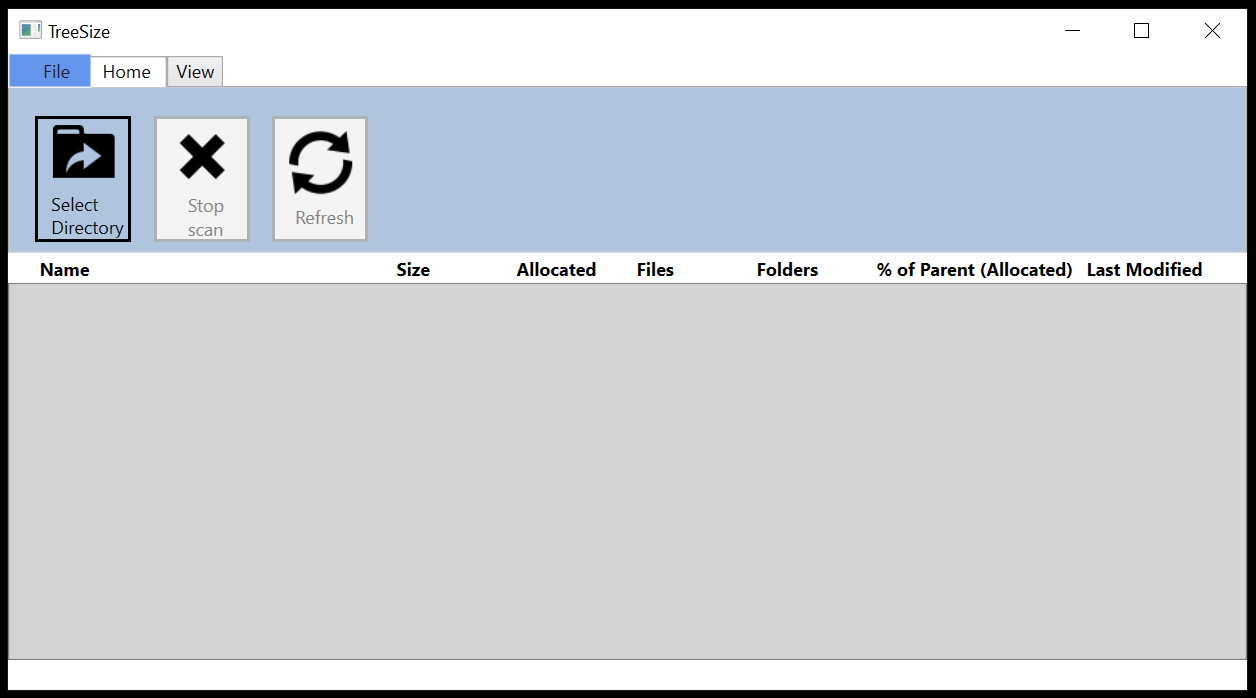 TreeSize
File Home View
Select
Directory
Stop
scan
Refresh
Name Size Allocated Files Folders % of Parent (Allocated) Last Modified